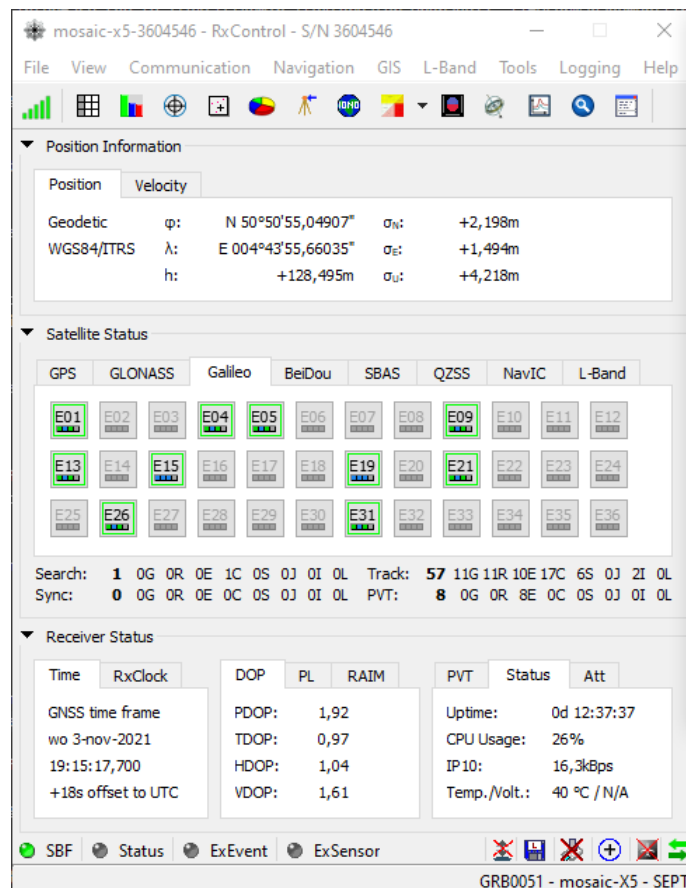 mosaic-x5-3604546 - RxControl - S/N 3604546
File View Communication Navigation GIS L-Band Tools Logging Help
IONO
Position Information
Position Velocity
Geodetic φ: N 50°50'55,04907" σN: +2,198m
WGS84/ITRS λ: E 004°43'55,66035" σE: +1,494m
h: +128,495m σU: +4,218m
Satellite Status
GPS GLONASS Galileo BeiDou SBAS QZSS NavIC L-Band
E01 E02 E03 E04 E05 E06 E07 E08 E09 E10 E11 E12
E13 E14 E15 E16 E17 E18 E19 E20 E21 E22 E23 E24
E25 E26 E27 E28 E29 E30 E31 E32 E33 E34 E35 E36
Search: 1 0G 0R 0E 1C 0S 0J 0I 0L Track: 57 11G 11R 10E 17C 6S 0J 2I 0L
Sync: 0 0G 0R 0E 0C 0S 0J 0I 0L PVT: 8 0G 0R 8E 0C 0S 0J 0I 0L
Receiver Status
Time RxClock DOP PL RAIM PVT Status Att
GNSS time frame PDOP: 1,92 Uptime: 0d 12:37:37
wo 3-nov-2021 TDOP: 0,97 CPU Usage: 26%
19:15:17,700 HDOP: 1,04 IP10: 16,3kBps
+18s offset to UTC VDOP: 1,61 Temp./Volt.: 40 °C / N/A
SBF Status ExEvent ExSensor
GRB0051 - mosaic-X5 - SEPT